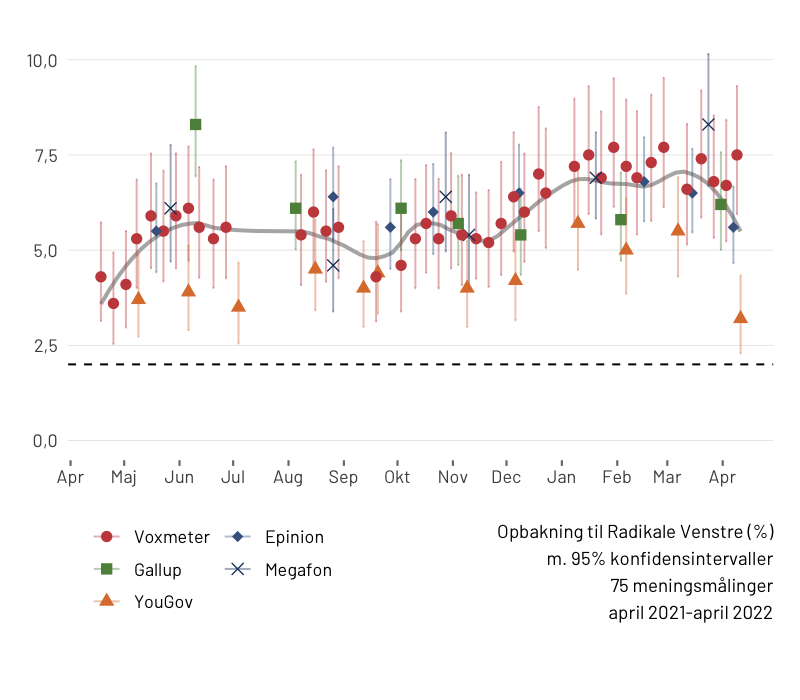 10,0
7,5
5,0
2,5
0,0
Apr Maj Jun Jul Aug Sep Okt Nov Dec Jan Feb Mar Apr
Voxmeter Epinion
Gallup Megafon
YouGov
Opbakning til Radikale Venstre (%)
m. 95% konfidensintervaller
75 meningsmålinger
april 2021-april 2022